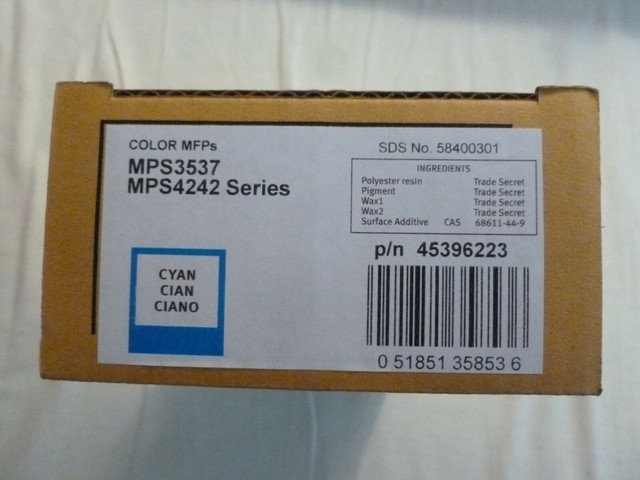 COLOR MFPs
MPS3537
MPS4242 Series
CYAN
CIAN
CIANO
SDS No. 58400301
INGREDIENTS
Polyester resin Trade Secret
Pigment Trade Secret
Wax1 Trade Secret
Wax2 Trade Secret
Surface Additive CAS 68611-44-9
p/n 45396223
0 51851 35853 6